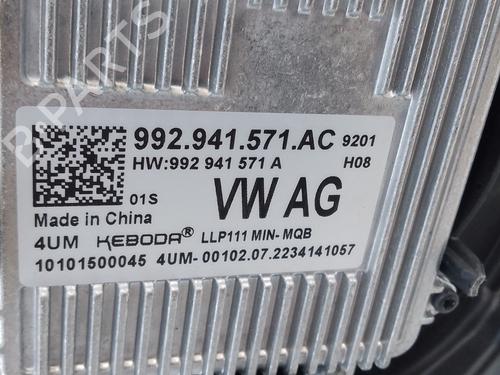 BPARTS
992.941.571.AC 9201
HW:992 941 571 A H08
01S VW AG
Made in China
4UM KEBODA® LLP111 MIN-MQB
10101500045 4UM-00102.07.2234141057